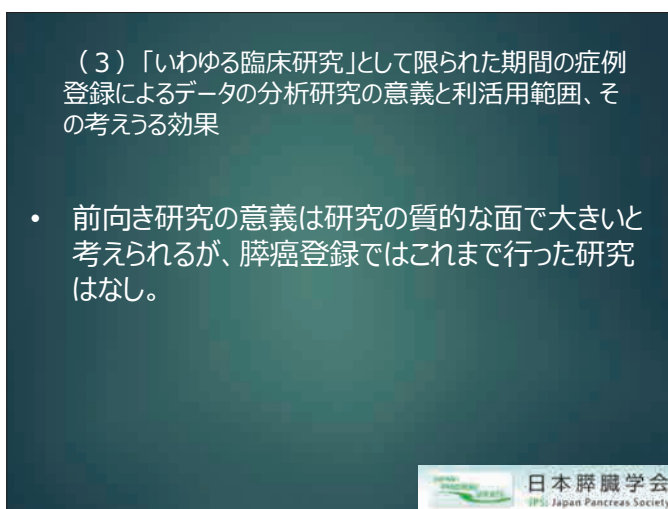 （３）「いわゆる臨床研究」として限られた期間の症例
登録によるデータの分析研究の意義と利活用範囲、そ
の考えうる効果
• 前向き研究の意義は研究の質的な面で大きいと
考えられるが、膵癌登録ではこれまで行った研究
はなし。
日本膵臓学会
JPS: Japan Pancreas Society